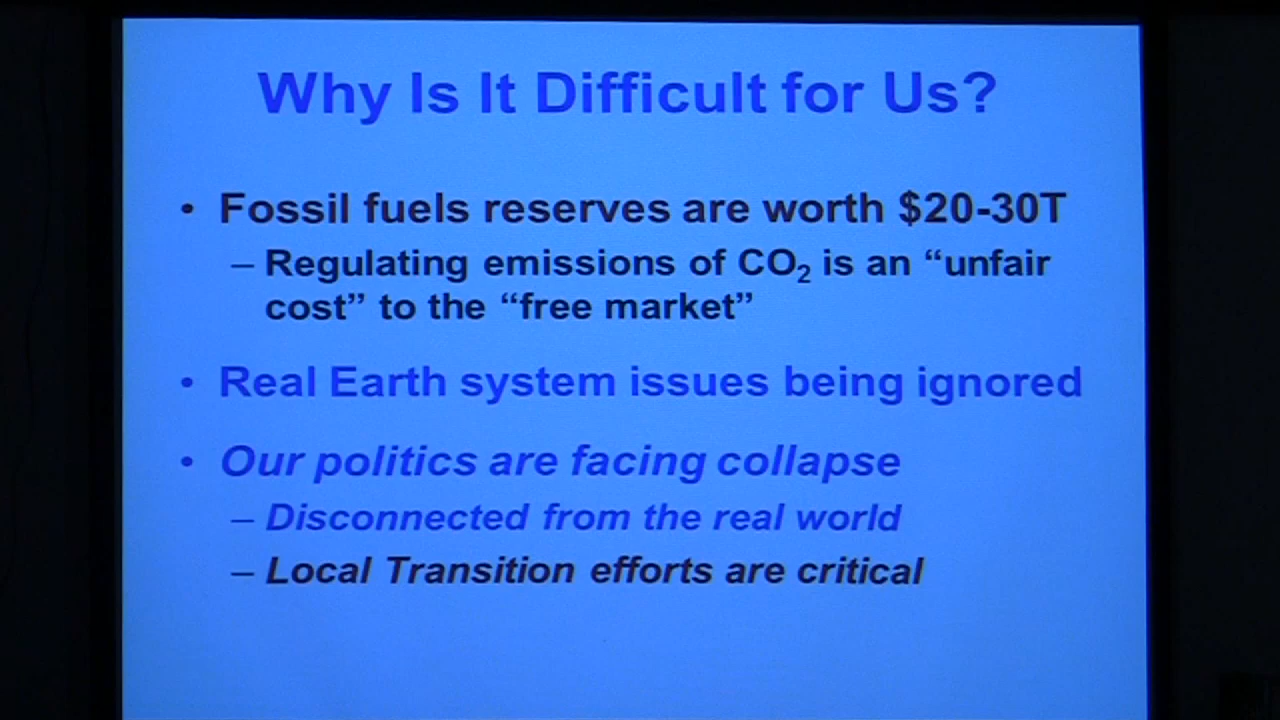 Why Is It Difficult for Us?
• Fossil fuels reserves are worth $20-30T
– Regulating emissions of CO₂ is an “unfair
cost” to the “free market”
• Real Earth system issues being ignored
• Our politics are facing collapse
– Disconnected from the real world
– Local Transition efforts are critical